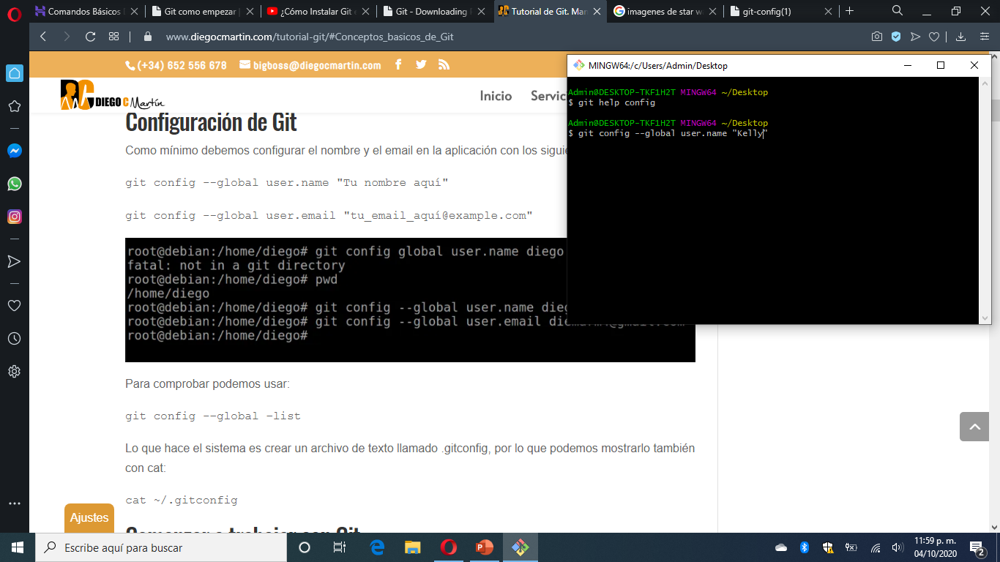 Comandos Básicos
Git como empezar
¿Cómo Instalar Git
Git - Downloading
Tutorial de Git. Man
imagenes de star w
git-config(1)
www.diegocmartin.com/tutorial-git/#Conceptos_basicos_de_Git
(+34) 652 556 678
bigboss@diegocmartin.com
DIEGO C Martín
Inicio
Servic
Configuración de Git
Como mínimo debemos configurar el nombre y el email en la aplicación con los siguie
git config --global user.name "Tu nombre aquí"
git config --global user.email "tu_email_aquí@example.com"
root@debian:/home/diego# git config global user.name diego
fatal: not in a git directory
root@debian:/home/diego# pwd
/home/diego
root@debian:/home/diego# git config --global user.name dieg
root@debian:/home/diego# git config --global user.email
root@debian:/home/diego#
Para comprobar podemos usar:
git config --global -list
Lo que hace el sistema es crear un archivo de texto llamado .gitconfig, por lo que podemos mostrarlo también
con cat:
cat ~/.gitconfig
Comenzar a trabajar con Git
Ajustes
MINGW64:/c/Users/Admin/Desktop
Admin@DESKTOP-TKF1H2T MINGW64 ~/Desktop
$ git help config
Admin@DESKTOP-TKF1H2T MINGW64 ~/Desktop
$ git config --global user.name "Kelly"
Escribe aquí para buscar
11:59 p. m.
04/10/2020
2